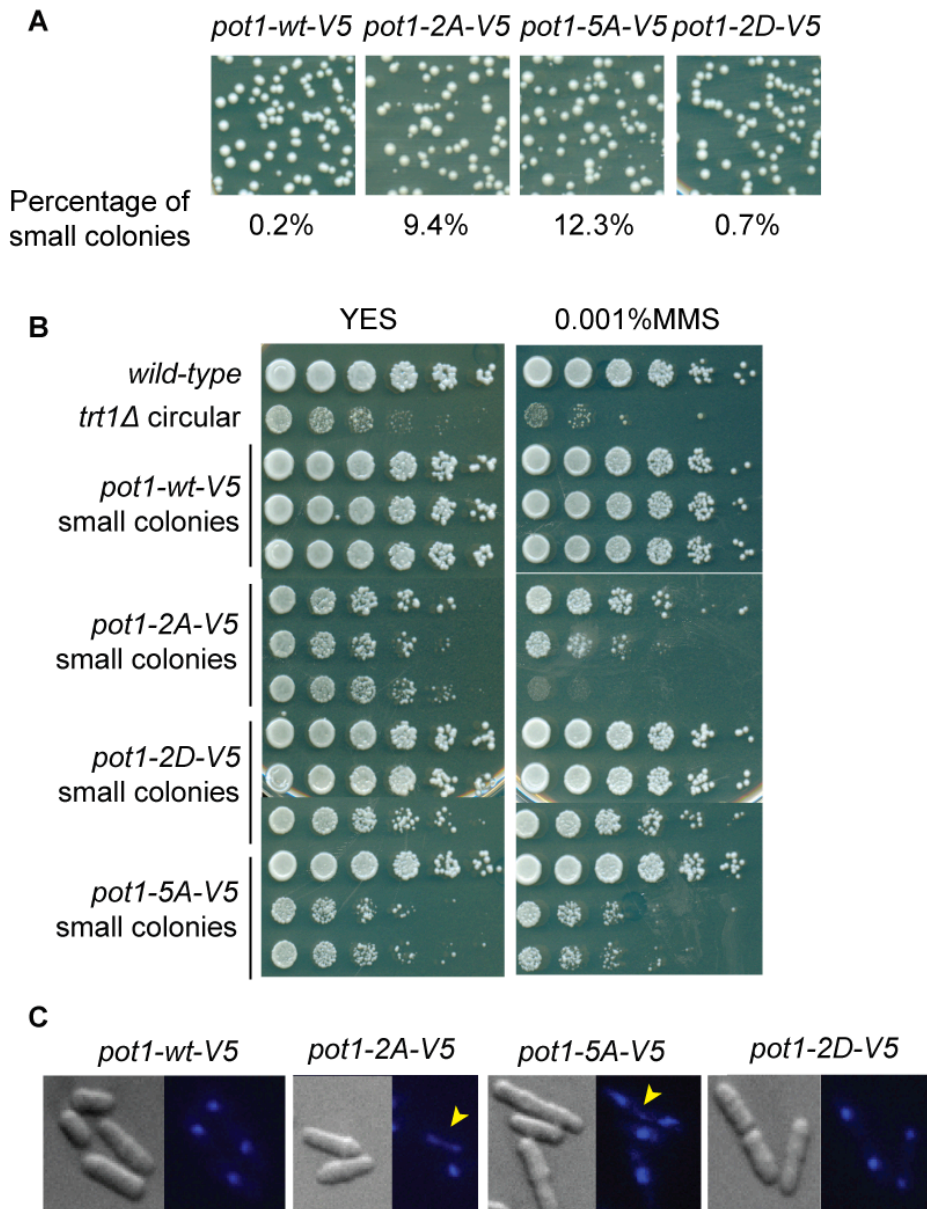 A
pot1-wt-V5 pot1-2A-V5 pot1-5A-V5 pot1-2D-V5
Percentage of
small colonies
0.2% 9.4% 12.3% 0.7%
B
YES 0.001%MMS
wild-type
trt1Δ circular
pot1-wt-V5
small colonies
pot1-2A-V5
small colonies
pot1-2D-V5
small colonies
pot1-5A-V5
small colonies
C
pot1-wt-V5 pot1-2A-V5 pot1-5A-V5 pot1-2D-V5